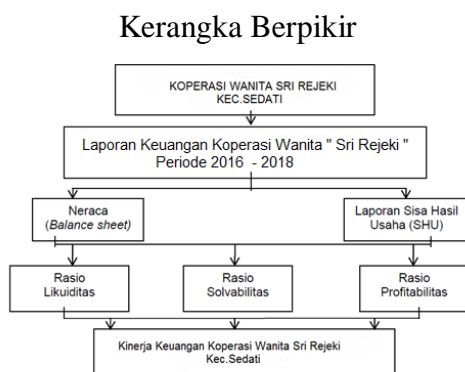 Kerangka Berpikir
KOPERASI WANITA SRI REJEKI
KEC.SEDATI
Laporan Keuangan Koperasi Wanita " Sri Rejeki "
Periode 2016 - 2018
Neraca
(Balance sheet)
Laporan Sisa Hasil
Usaha (SHU)
Rasio
Likuiditas
Rasio
Solvabilitas
Rasio
Profitabilitas
Kinerja Keuangan Koperasi Wanita Sri Rejeki
Kec.Sedati